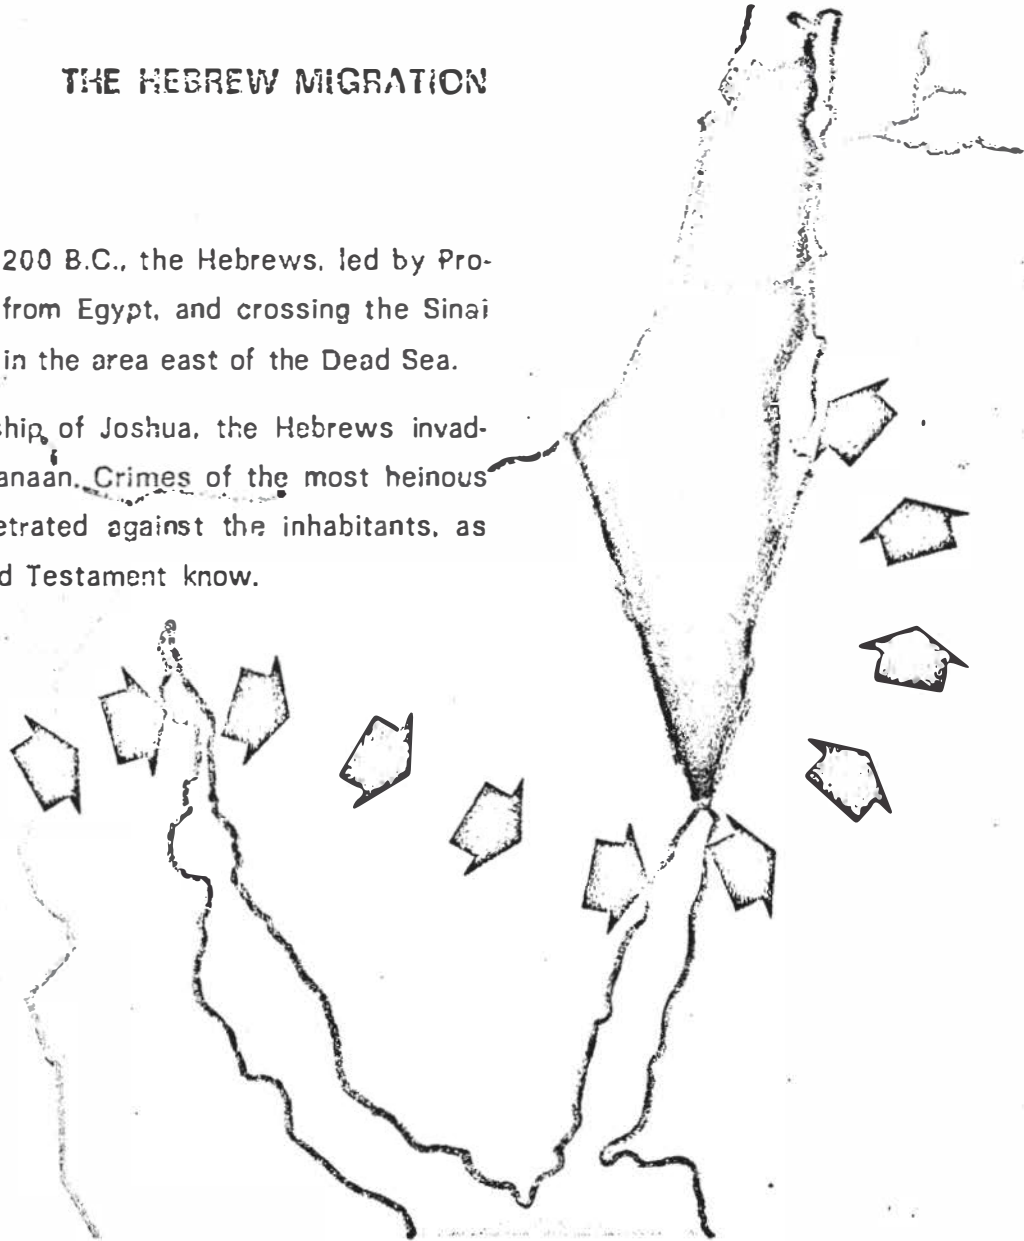 THE HEBREW MIGRATION
200 B.C., the Hebrews, led by Pro-
from Egypt, and crossing the Sinai
in the area east of the Dead Sea.
ship of Joshua, the Hebrews invad-
anaan. Crimes of the most heinous
etrated against the inhabitants, as
d Testament know.